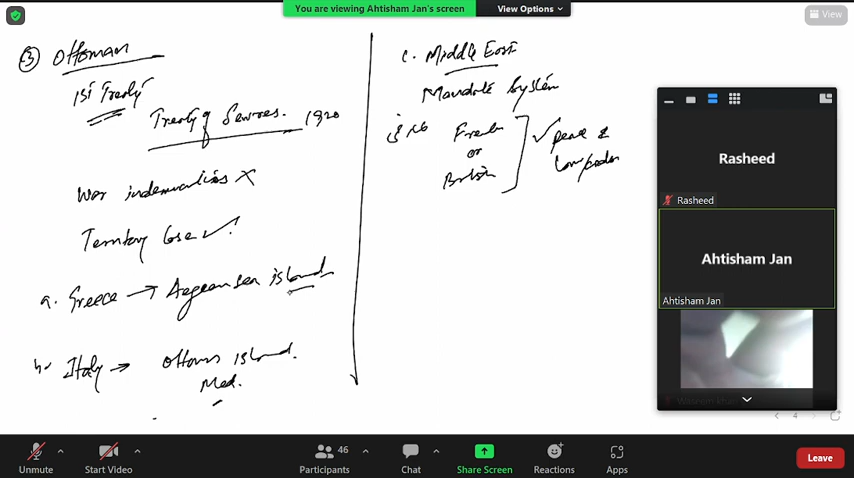 You are viewing Ahtisham Jan's screen
View Options
View
③ Ottoman
1st Treaty
Treaty of Sevres. 1920
War indemnities X
Territory lose ✓
a. Greece → Aegean sea island
b. Italy → Ottoman island.
Med.
c. Middle East
Mandate System
French
or
British
✓ peace &
Rasheed
Rasheed
Ahtisham Jan
Ahtisham Jan
4
Unmute
Start Video
46
Participants
Chat
Share Screen
Reactions
Apps
Leave